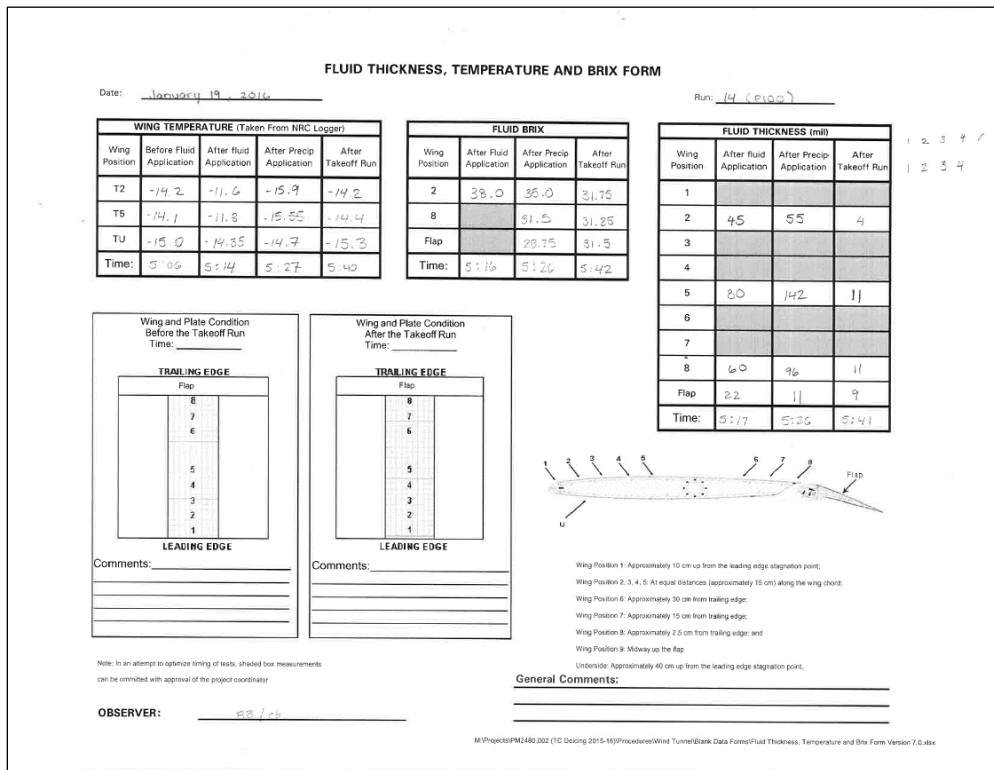 FLUID THICKNESS, TEMPERATURE AND BRIX FORM
Date: January 19, 2016
Run: 14 (P100)
WING TEMPERATURE (Taken From NRC Logger)
Wing Position Before Fluid Application After fluid Application After Precip Application After Takeoff Run
T2 -14.2 -11.6 -15.9 -14.2
T5 -14.1 -11.8 -15.55 -14.4
TU -15.0 -14.35 -14.7 -15.3
Time: 5:06 5:14 5:27 5:40
FLUID BRIX
Wing Position After Fluid Application After Precip Application After Takeoff Run
2 38.0 35.0 31.75
8 31.5 31.25
Flap 28.75 31.5
Time: 5:16 5:26 5:42
FLUID THICKNESS (mil)
Wing Position After fluid Application After Precip Application After Takeoff Run
1
2 45 55 4
3
4
5 80 142 11
6
7
8 60 96 11
Flap 22 11 9
Time: 5:17 5:26 5:41
1 2 3 4 /
1 2 3 4
Wing and Plate Condition
Before the Takeoff Run
Time:
TRAILING EDGE
Flap
8
7
6
5
4
3
2
1
LEADING EDGE
Comments:
Wing and Plate Condition
After the Takeoff Run
Time:
TRAILING EDGE
Flap
8
7
6
5
4
3
2
1
LEADING EDGE
Comments:
1 2 3 4 5 6 7 8 Flap
U
Wing Position 1: Approximately 10 cm up from the leading edge stagnation point;
Wing Position 2, 3, 4, 5: At equal distances (approximately 15 cm) along the wing chord;
Wing Position 6: Approximately 30 cm from trailing edge;
Wing Position 7: Approximately 15 cm from trailing edge;
Wing Position 8: Approximately 2.5 cm from trailing edge; and
Wing Position 9: Midway up the flap
Underside: Approximately 40 cm up from the leading edge stagnation point.
Note: In an attempt to optimize timing of tests, shaded box measurements
can be ommitted with approval of the project coordinator
General Comments:
OBSERVER:
M:\Projects\PM2480.002 (TC Deicing 2015-16)\Procedures\Wind Tunnel\Blank Data Forms\Fluid Thickness, Temperature and Brix Form Version 7.0.xlsx